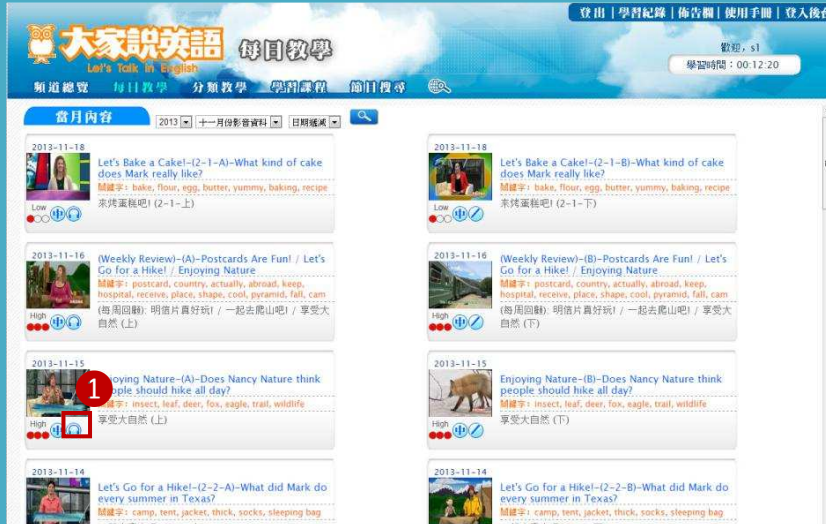 登出 | 學習紀錄 | 佈告欄 | 使用手冊 | 登入後台
大家說英語
Let's Talk in English
每日教學
歡迎, s1
學習時間：00:12:20
頻道總覽 每日教學 分類教學 學習課程 節目搜尋
當月內容
2013 十一月份影音資料 日期遞減
2013-11-18
Let's Bake a Cake!-(2-1-A)-What kind of cake
does Mark really like?
關鍵字: bake, flour, egg, butter, yummy, baking, recipe
來烤蛋糕吧! (2-1-上)
Low
中
2013-11-18
Let's Bake a Cake!-(2-1-B)-What kind of cake
does Mark really like?
關鍵字: bake, flour, egg, butter, yummy, baking, recipe
來烤蛋糕吧! (2-1-下)
Low
中
2013-11-16
(Weekly Review)-(A)-Postcards Are Fun! / Let's
Go for a Hike! / Enjoying Nature
關鍵字: postcard, country, actually, abroad, keep,
hospital, receive, place, shape, cool, pyramid, fall, cam
(每周回顧): 明信片真好玩! / 一起去爬山吧! / 享受大
自然 (上)
High
中
2013-11-16
(Weekly Review)-(B)-Postcards Are Fun! / Let's
Go for a Hike! / Enjoying Nature
關鍵字: postcard, country, actually, abroad, keep,
hospital, receive, place, shape, cool, pyramid, fall, cam
(每周回顧): 明信片真好玩! / 一起去爬山吧! / 享受大
自然 (下)
High
中
2013-11-15
1
oying Nature-(A)-Does Nancy Nature think
ople should hike all day?
鍵字: insect, leaf, deer, fox, eagle, trail, wildlife
享受大自然 (上)
High
中
2013-11-15
Enjoying Nature-(B)-Does Nancy Nature think
people should hike all day?
關鍵字: insect, leaf, deer, fox, eagle, trail, wildlife
享受大自然 (下)
High
中
2013-11-14
Let's Go for a Hike!-(2-2-A)-What did Mark do
every summer in Texas?
關鍵字: camp, tent, jacket, thick, socks, sleeping bag
2013-11-14
Let's Go for a Hike!-(2-2-B)-What did Mark do
every summer in Texas?
關鍵字: camp, tent, jacket, thick, socks, sleeping bag